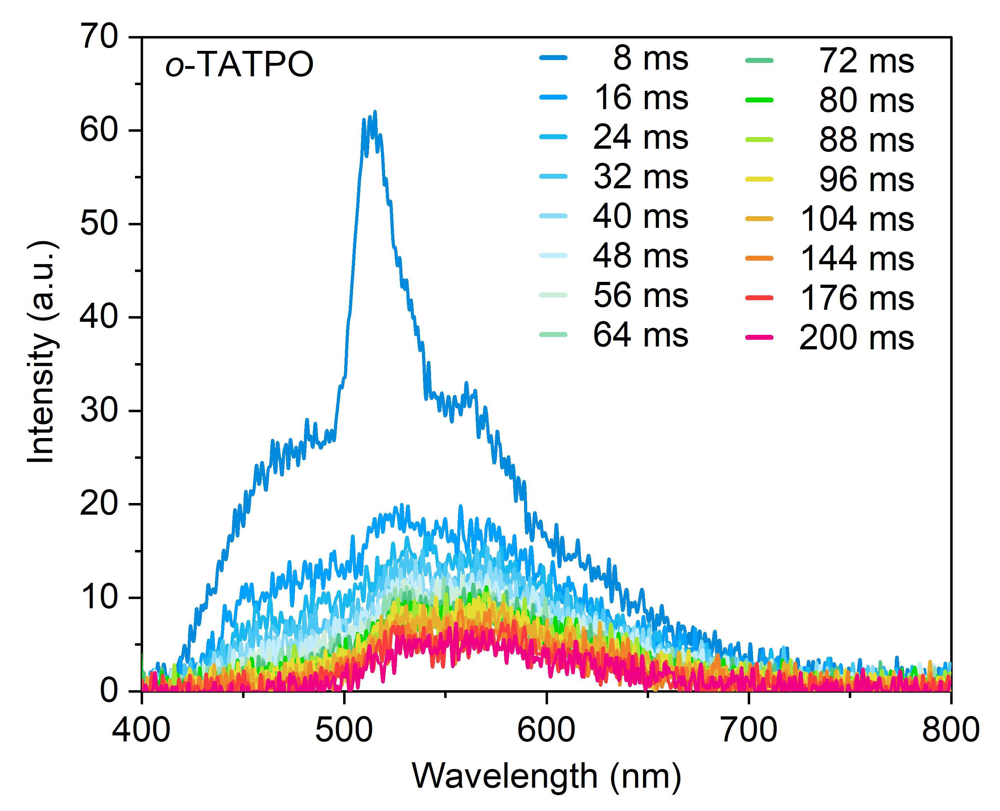 70
60
50
40
30
20
10
0
Intensity (a.u.)
o-TATPO
8 ms
16 ms
24 ms
32 ms
40 ms
48 ms
56 ms
64 ms
72 ms
80 ms
88 ms
96 ms
104 ms
144 ms
176 ms
200 ms
400 500 600 700 800
Wavelength (nm)